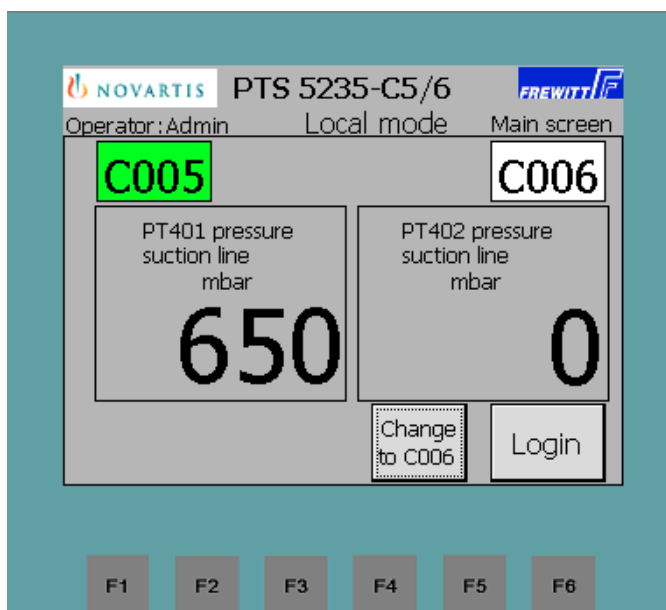 NOVARTIS PTS 5235-C5/6 FREWITT
Operator:Admin Local mode Main screen
C005 C006
PT401 pressure
suction line
mbar
650
PT402 pressure
suction line
mbar
0
Change
to C006
Login
F1 F2 F3 F4 F5 F6